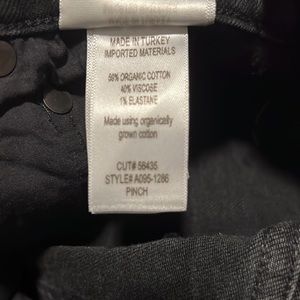 MADE IN TURKEY
IMPORTED MATERIALS
59% ORGANIC COTTON
40% VISCOSE
1% ELASTANE
Made using organically
grown cotton
CUT# 56435
STYLE# A095-1286
PINCH